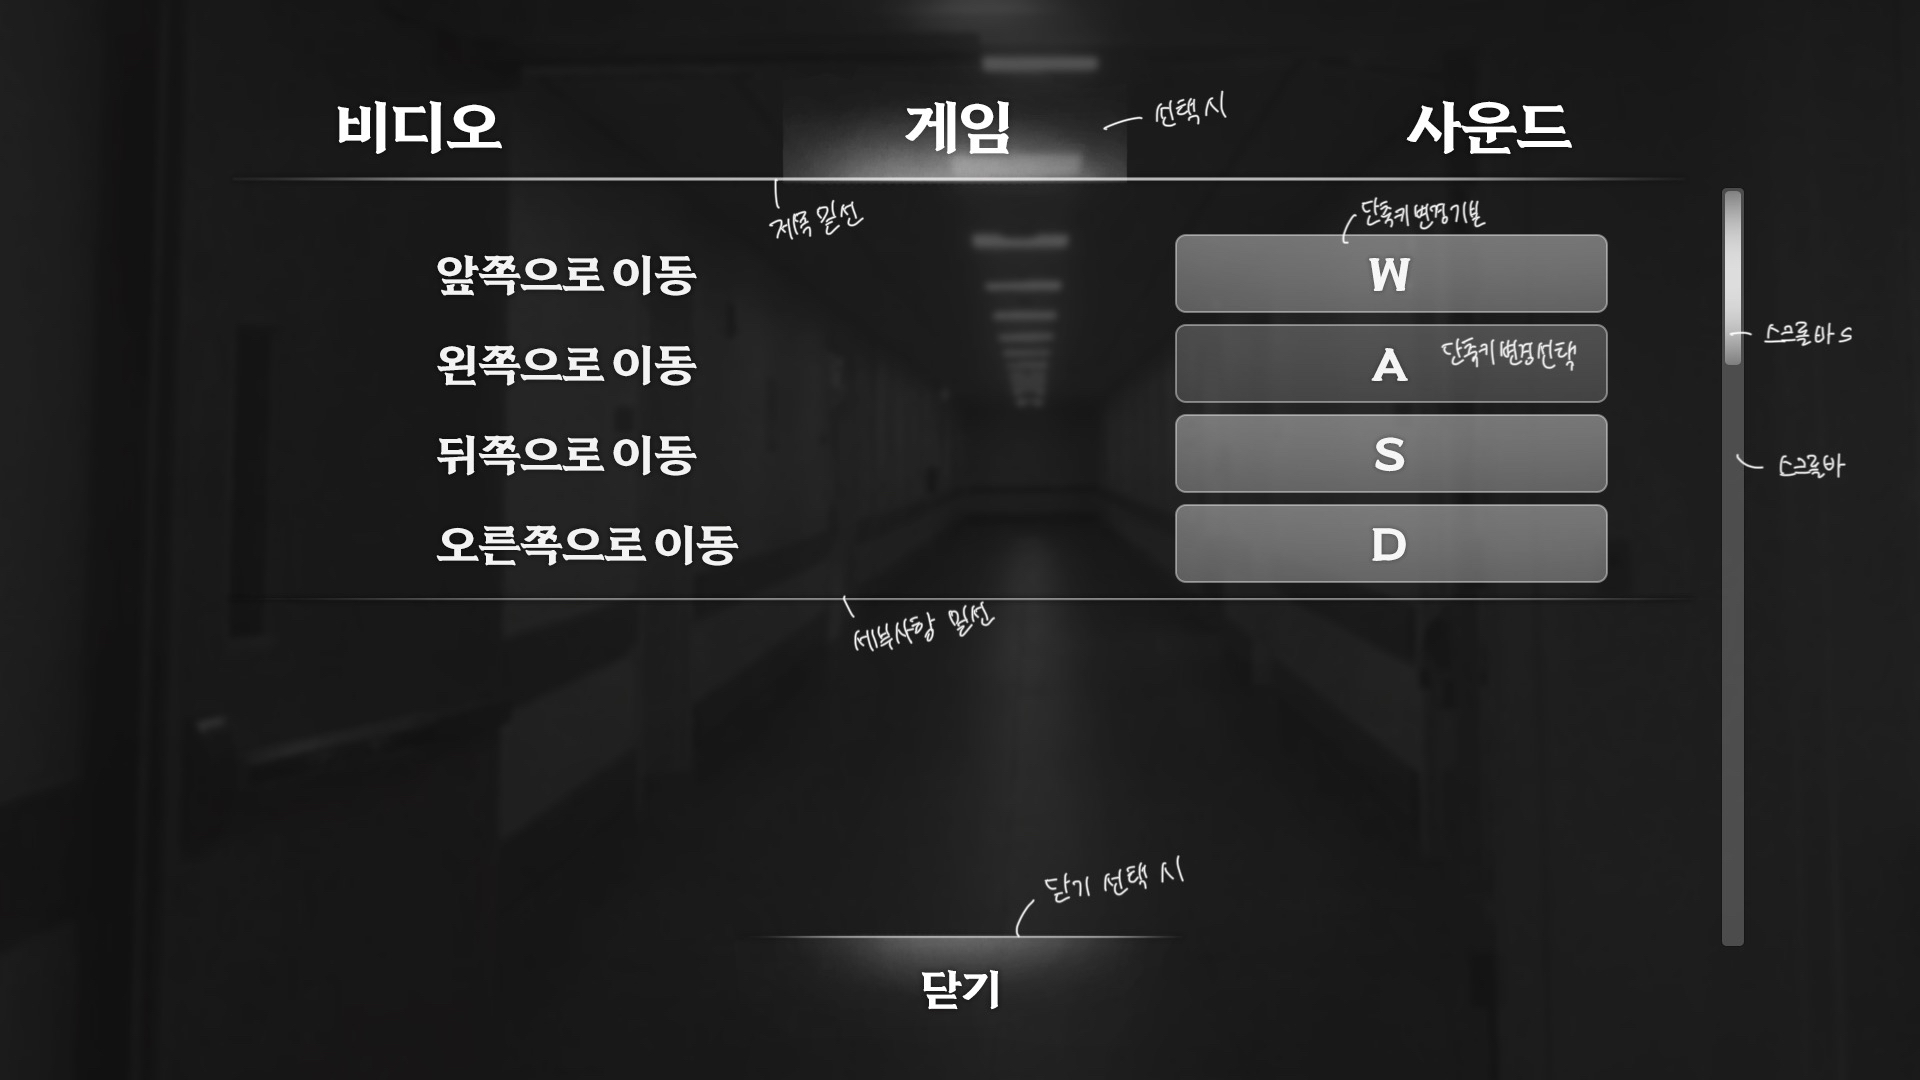 비디오
게임
선택 시
사운드
제목 밑선
단축키변경기본
앞쪽으로 이동
W
왼쪽으로 이동
A
단축키변경선택
스크롤바 S
뒤쪽으로 이동
S
스크롤바
오른쪽으로 이동
D
세부사항 밑선
닫기 선택 시
닫기